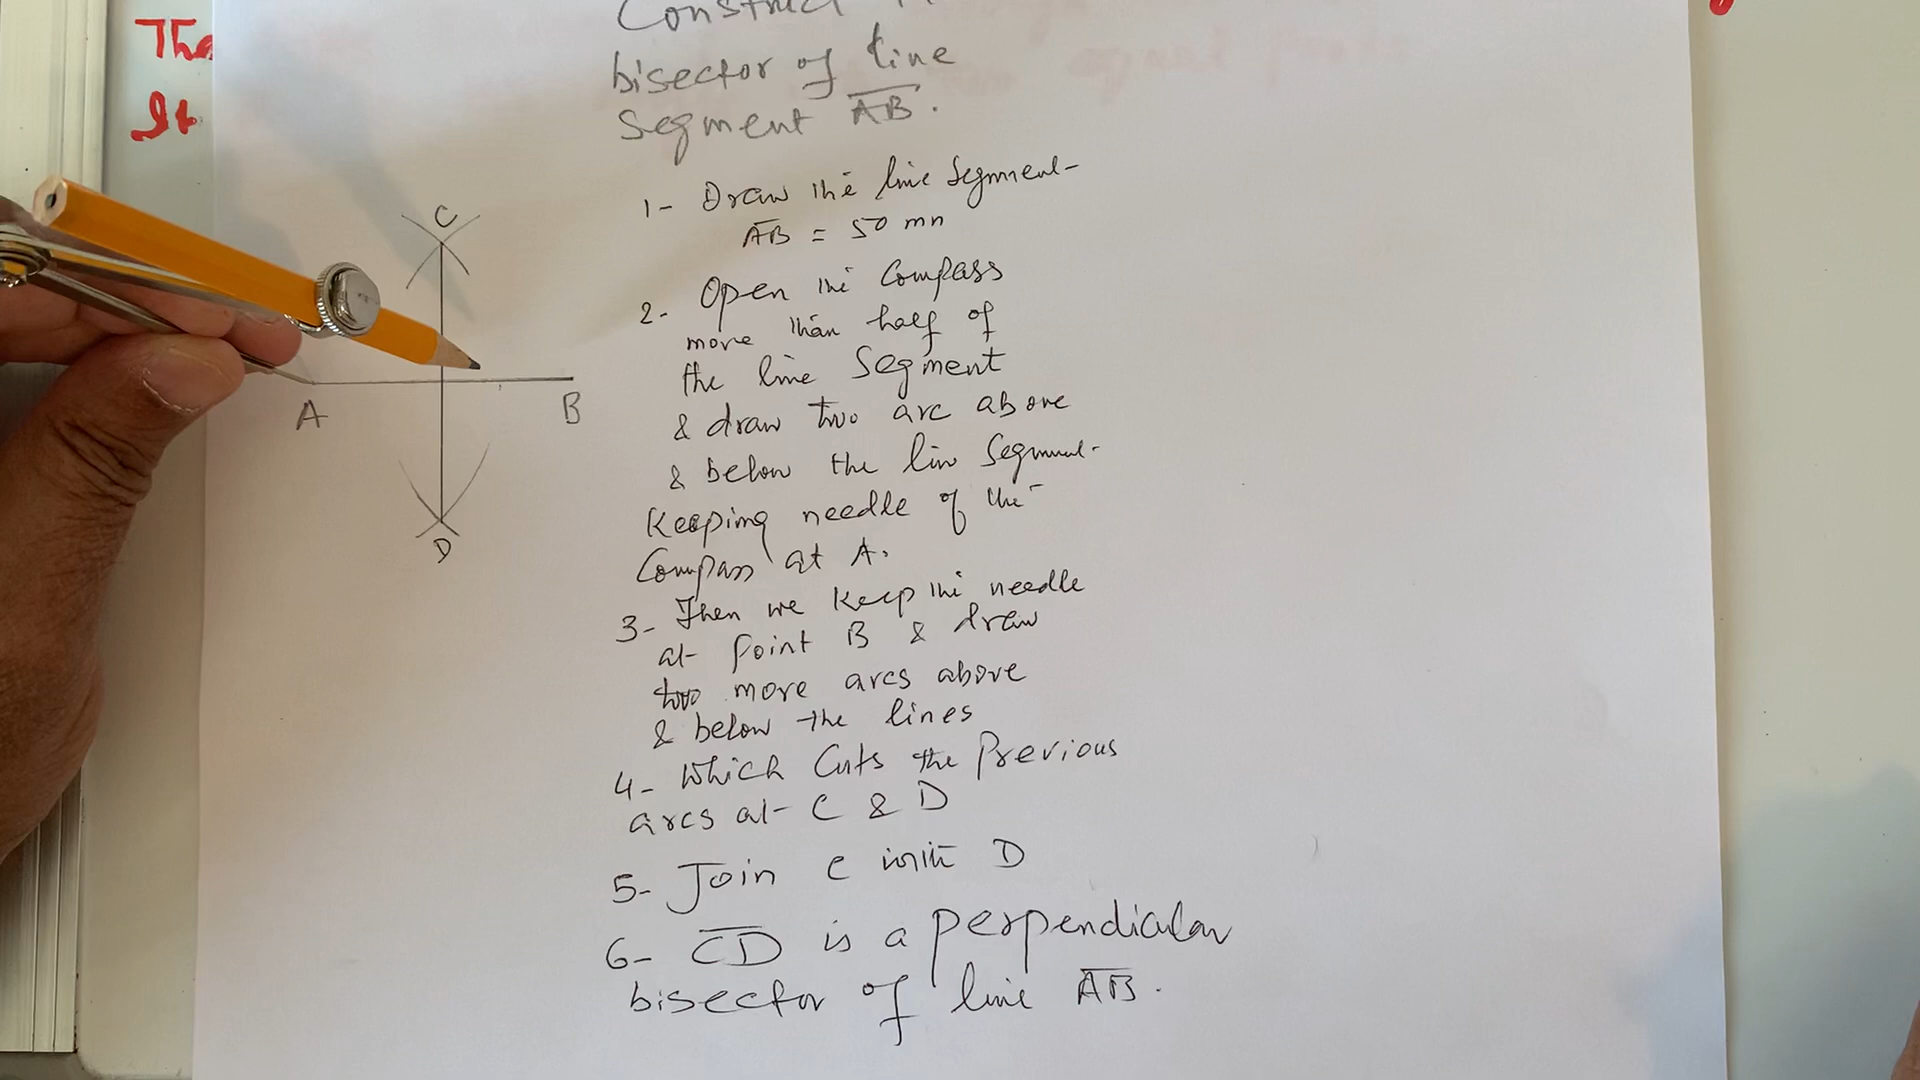 The
It
Construct
bisector of line
segment AB.
1- Draw the line Segment
AB = 50 mm
2- Open the Compass
more than half of
the line Segment
& draw two arc above
& below the line Segment
Keeping needle of the
Compass at A.
3- Then we Keep the needle
at Point B & draw
two more arcs above
& below the lines
4- Which Cuts the Previous
arcs at C & D
5- Join C with D
6- CD is a perpendicular
bisector of line AB.
C
A
B
D